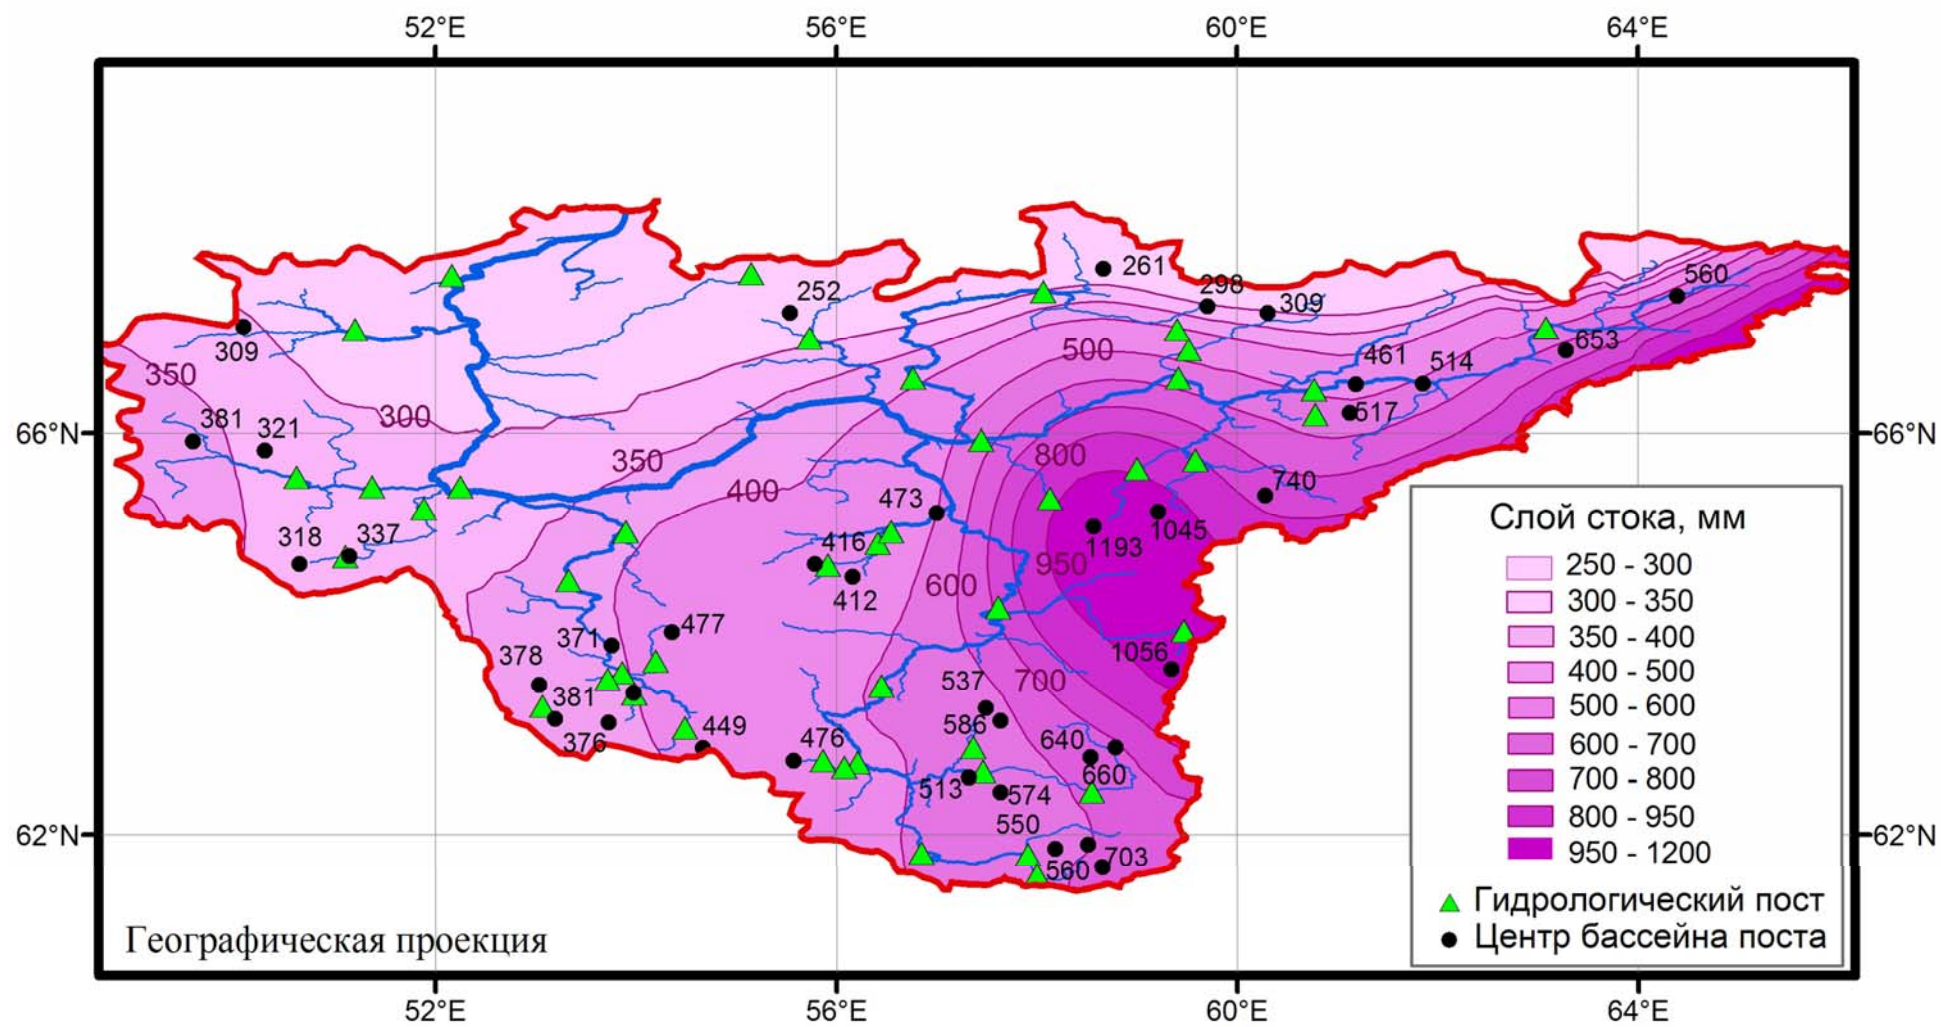 52°E 56°E 60°E 64°E
261
252 298 309 560
309
500 653
350 461 514
381 321 300 517
66°N 66°N
350 800
400 473 740
318 337 416 1193 1045
950
412 600
371 477
378 1056
381 537 700
376 449 476 586 640
513 574 660
550
62°N 560 703 62°N
Слой стока, мм
250 - 300
300 - 350
350 - 400
400 - 500
500 - 600
600 - 700
700 - 800
800 - 950
950 - 1200
Гидрологический пост
Центр бассейна поста
Географическая проекция
52°E 56°E 60°E 64°E